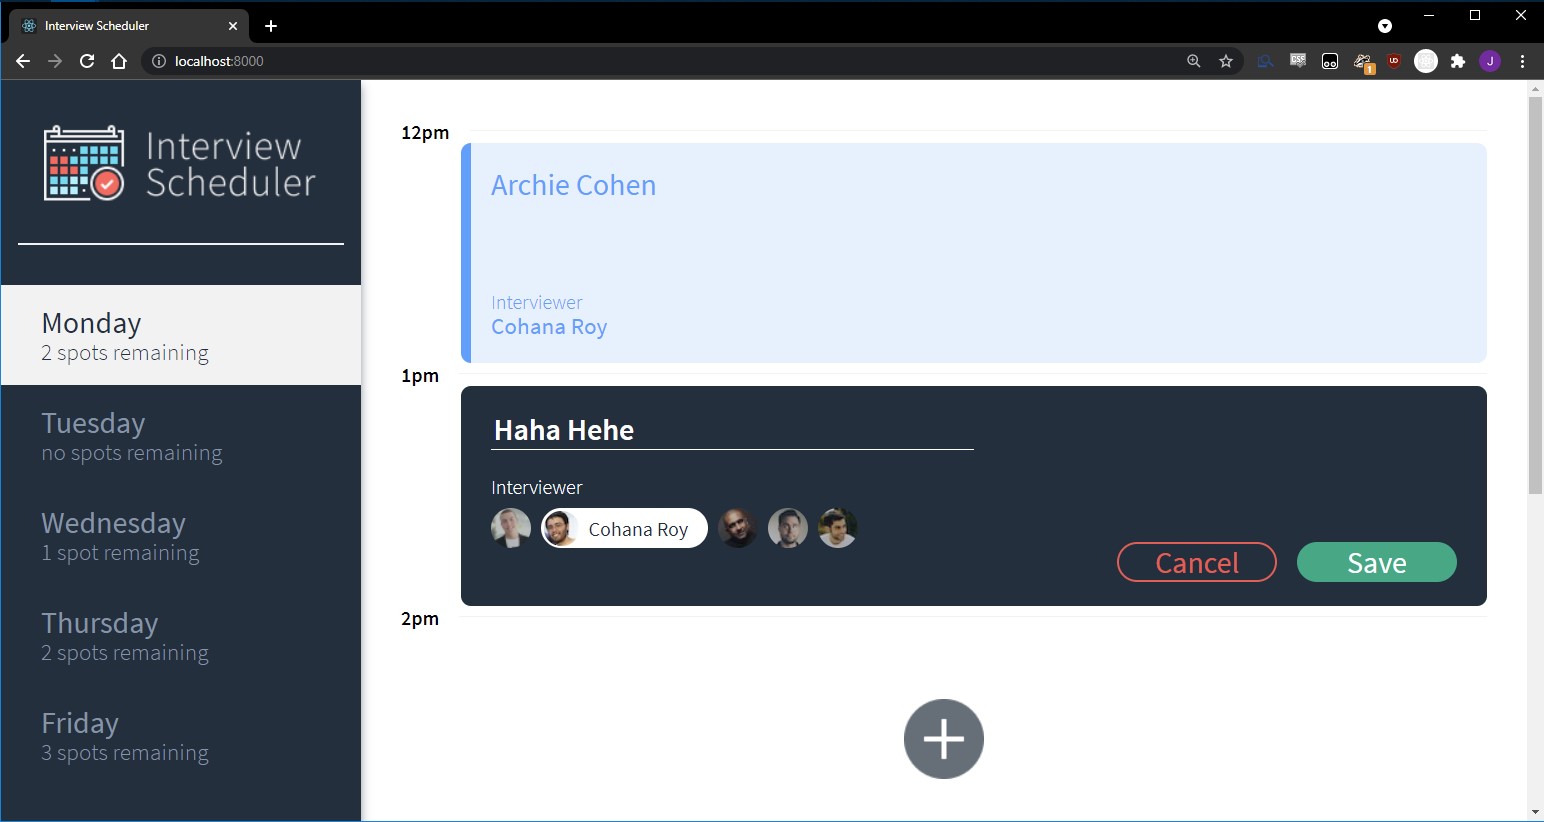 Interview Scheduler
localhost:8000
1
UD
J
Interview
Scheduler
Monday
2 spots remaining
Tuesday
no spots remaining
Wednesday
1 spot remaining
Thursday
2 spots remaining
Friday
3 spots remaining
12pm
Archie Cohen
Interviewer
Cohana Roy
1pm
Haha Hehe
Interviewer
Cohana Roy
Cancel
Save
2pm